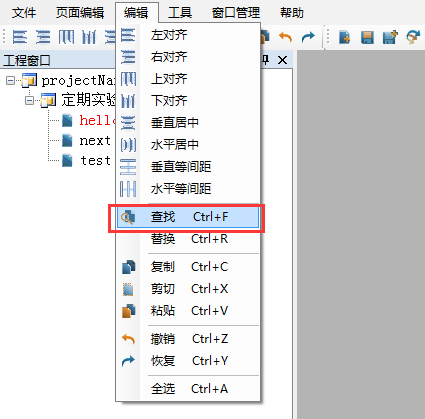 文件 页面编辑 编辑 工具 窗口管理 帮助
工程窗口
projectNa
定期实验
hello
next
test
左对齐
右对齐
上对齐
下对齐
垂直居中
水平居中
垂直等间距
水平等间距
查找 Ctrl+F
替换 Ctrl+R
复制 Ctrl+C
剪切 Ctrl+X
粘贴 Ctrl+V
撤销 Ctrl+Z
恢复 Ctrl+Y
全选 Ctrl+A